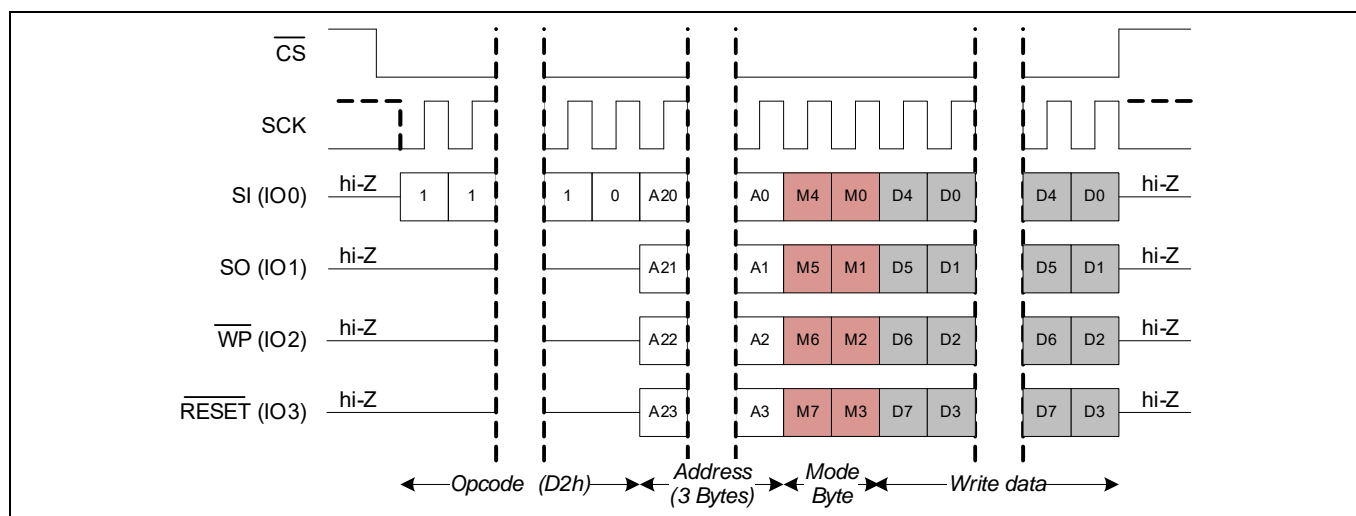 CS
SCK
SI (IO0) hi-Z 1 1 1 0 A20 A0 M4 M0 D4 D0 D4 D0 hi-Z
SO (IO1) hi-Z A21 A1 M5 M1 D5 D1 D5 D1 hi-Z
WP (IO2) hi-Z A22 A2 M6 M2 D6 D2 D6 D2 hi-Z
RESET (IO3) hi-Z A23 A3 M7 M3 D7 D3 D7 D3 hi-Z
Opcode (D2h) Address Mode Write data
(3 Bytes) Byte